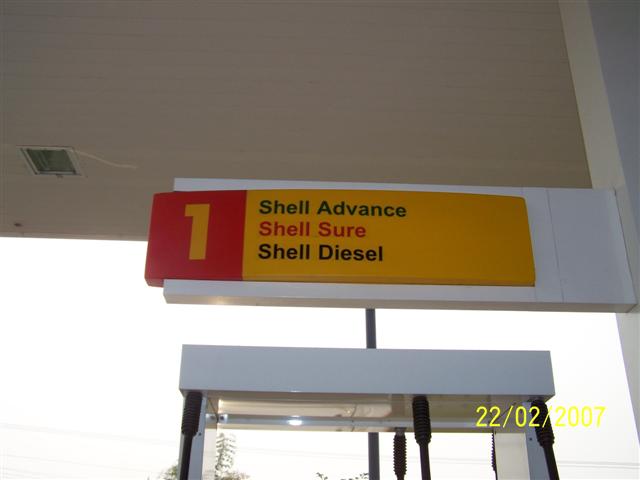 1
Shell Advance
Shell Sure
Shell Diesel
22/02/2007